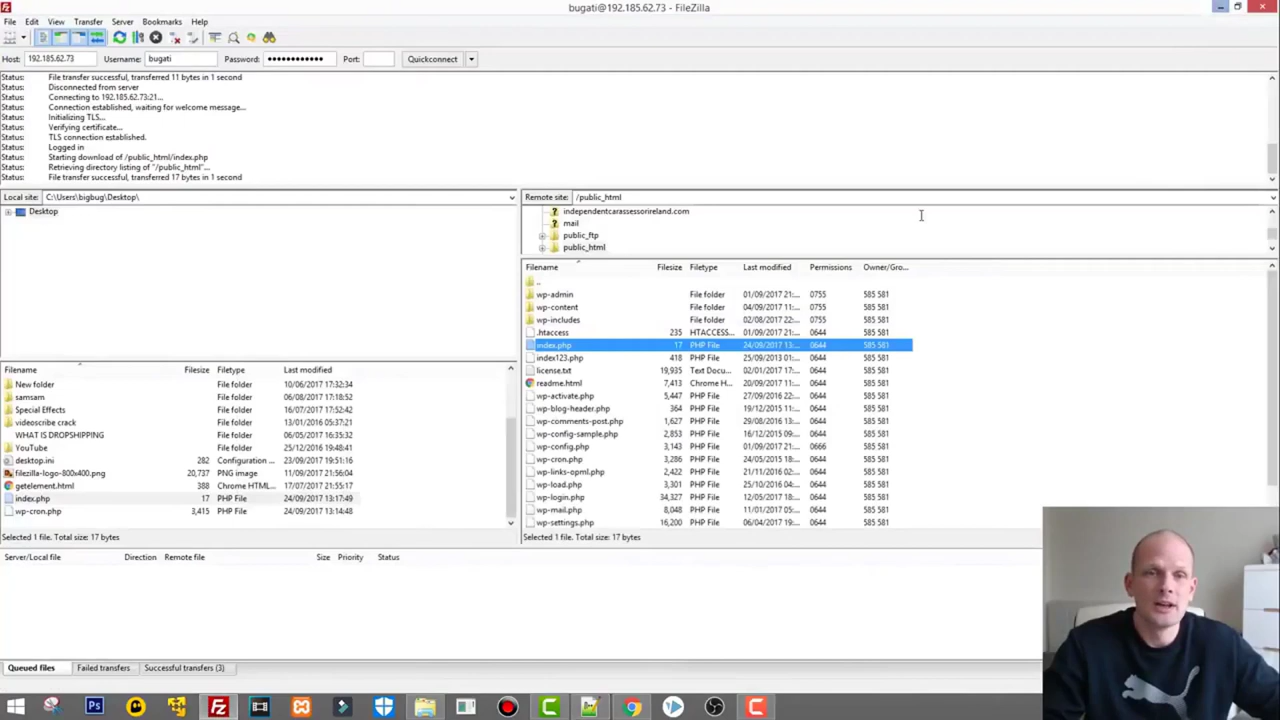 bugati@192.185.62.73 - FileZilla
File Edit View Transfer Server Bookmarks Help
Host: 192.185.62.73 Username: bugati Password: •••••••••••• Port: Quickconnect
Status: File transfer successful, transferred 11 bytes in 1 second
Status: Disconnected from server
Status: Connecting to 192.185.62.73:21...
Status: Connection established, waiting for welcome message...
Status: Initializing TLS...
Status: Verifying certificate...
Status: TLS connection established.
Status: Logged in
Status: Starting download of /public_html/index.php
Status: Retrieving directory listing of "/public_html"...
Status: File transfer successful, transferred 17 bytes in 1 second
Local site: C:\Users\bigbug\Desktop\
Desktop
Filename Filesize Filetype Last modified
New folder File folder 10/06/2017 17:32:34
samsam File folder 06/08/2017 17:18:52
Special Effects File folder 16/07/2017 17:52:42
videoscribe crack File folder 13/01/2016 05:37:21
WHAT IS DROPSHIPPING File folder 06/05/2017 16:35:32
YouTube File folder 25/12/2016 19:48:41
desktop.ini 282 Configuration ... 23/09/2017 19:51:16
filezilla-logo-800x400.png 20,737 PNG image 11/09/2017 21:56:04
getelement.html 388 Chrome HTML... 17/07/2017 21:55:17
index.php 17 PHP File 24/09/2017 13:17:49
wp-cron.php 3,415 PHP File 24/09/2017 13:14:48
Selected 1 file. Total size: 17 bytes
Remote site: /public_html
independentcarassessorireland.com
mail
public_ftp
public_html
Filename Filesize Filetype Last modified Permissions Owner/Gro...
..
wp-admin File folder 01/09/2017 21:... 0755 585 581
wp-content File folder 04/09/2017 11:... 0755 585 581
wp-includes File folder 02/08/2017 22:... 0755 585 581
.htaccess 235 HTACCESS... 01/09/2017 21:... 0644 585 581
index.php 17 PHP File 24/09/2017 13:... 0644 585 581
index123.php 418 PHP File 25/09/2013 01:... 0644 585 581
license.txt 19,935 Text Docu... 02/01/2017 17:... 0644 585 581
readme.html 7,413 Chrome H... 20/09/2017 11:... 0644 585 581
wp-activate.php 5,447 PHP File 27/09/2016 22:... 0644 585 581
wp-blog-header.php 364 PHP File 19/12/2015 11:... 0644 585 581
wp-comments-post.php 1,627 PHP File 29/08/2016 13:... 0644 585 581
wp-config-sample.php 2,853 PHP File 16/12/2015 09:... 0644 585 581
wp-config.php 3,143 PHP File 01/09/2017 21:... 0666 585 581
wp-cron.php 3,286 PHP File 24/05/2015 18:... 0644 585 581
wp-links-opml.php 2,422 PHP File 21/11/2016 02:... 0644 585 581
wp-load.php 3,301 PHP File 25/10/2016 04:... 0644 585 581
wp-login.php 34,327 PHP File 12/05/2017 18:... 0644 585 581
wp-mail.php 8,048 PHP File 11/01/2017 05:... 0644 585 581
wp-settings.php 16,200 PHP File 06/04/2017 19:... 0644 585 581
Selected 1 file. Total size: 17 bytes
Server/Local file Direction Remote file Size Priority Status
Queued files Failed transfers Successful transfers (3)